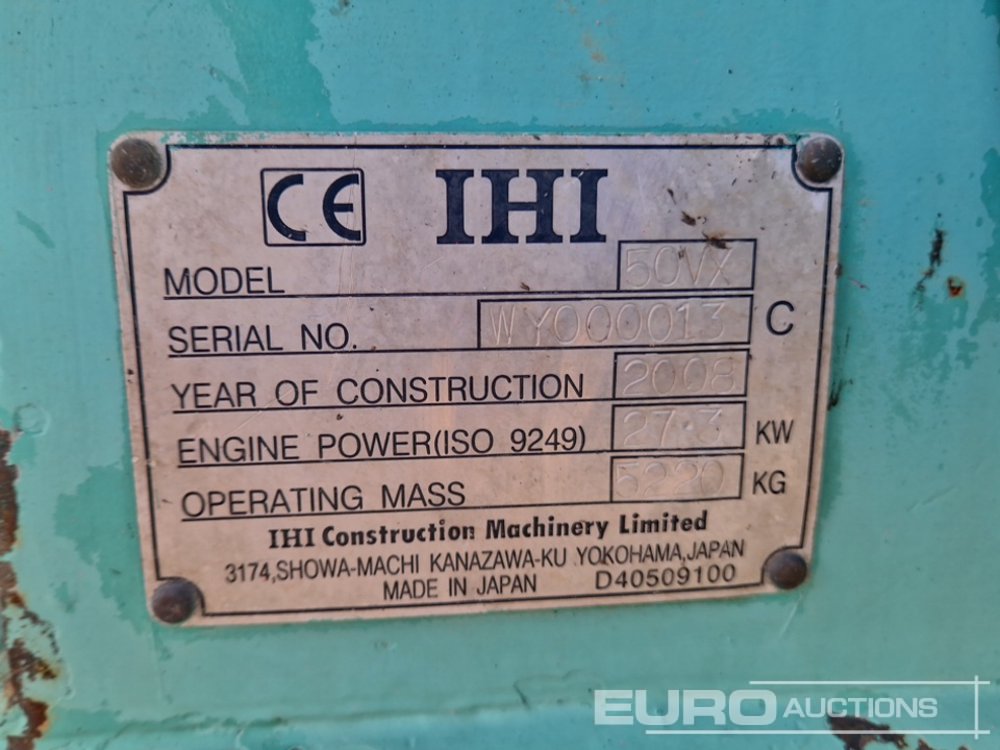 CE IHI
MODEL 50VX
SERIAL NO. WY000013 C
YEAR OF CONSTRUCTION 2008
ENGINE POWER(ISO 9249) 27.3 KW
OPERATING MASS 5220 KG
IHI Construction Machinery Limited
3174,SHOWA-MACHI KANAZAWA-KU YOKOHAMA,JAPAN
MADE IN JAPAN D40509100
EURO AUCTIONS